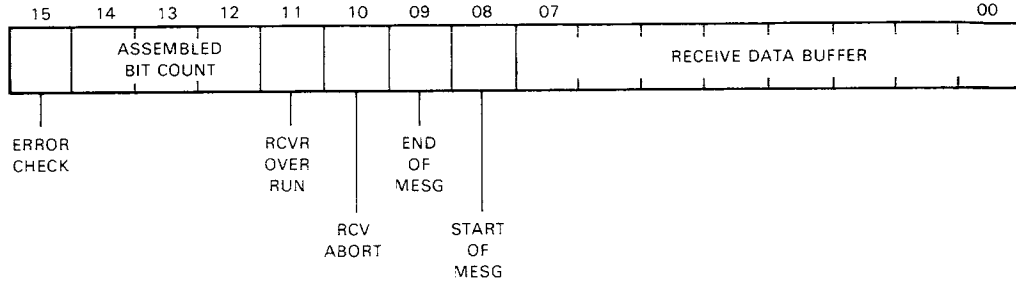 15 14 13 12 11 10 09 08 07 00
ASSEMBLED
BIT COUNT
RECEIVE DATA BUFFER
ERROR
CHECK
RCVR
OVER
RUN
RCV
ABORT
END
OF
MESG
START
OF
MESG